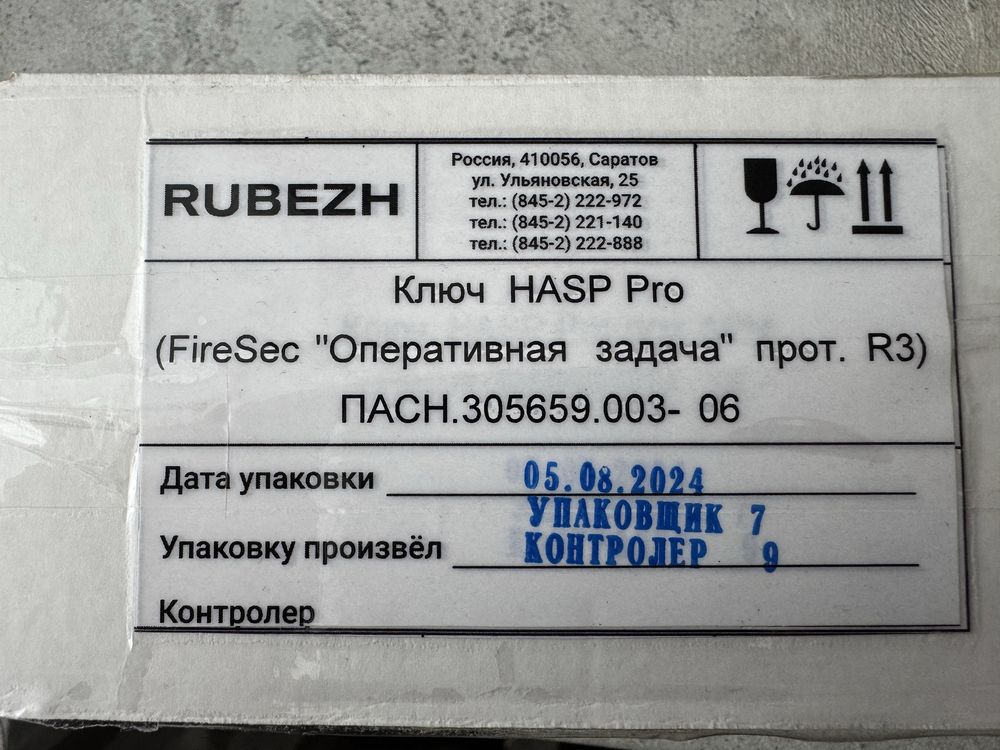 RUBEZH
Россия, 410056, Саратов
ул. Ульяновская, 25
тел.: (845-2) 222-972
тел.: (845-2) 221-140
тел.: (845-2) 222-888
Ключ HASP Pro
(FireSec "Оперативная задача" прот. R3)
ПАСН.305659.003- 06
Дата упаковки 05.08.2024
УПАКОВЩИК 7
Упаковку произвёл КОНТРОЛЕР 9
Контролер